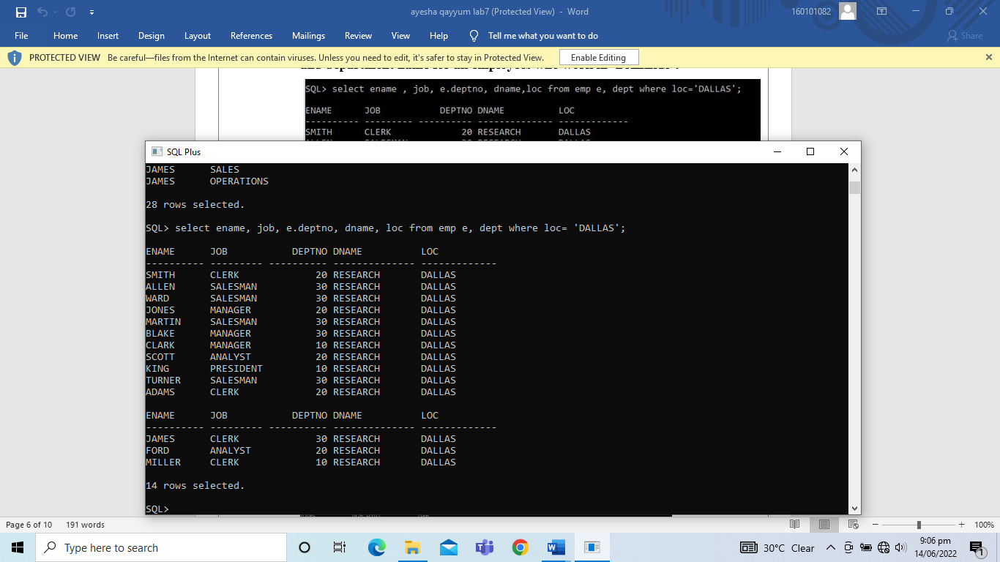 ayesha qayyum lab7 (Protected View) - Word
160101082
File Home Insert Design Layout References Mailings Review View Help Tell me what you want to do Share
PROTECTED VIEW Be careful—files from the Internet can contain viruses. Unless you need to edit, it's safer to stay in Protected View. Enable Editing
SQL> select ename , job, e.deptno, dname,loc from emp e, dept where loc='DALLAS';
ENAME JOB DEPTNO DNAME LOC
---------- --------- ---------- -------------- -------------
SMITH CLERK 20 RESEARCH DALLAS
SQL Plus
JAMES SALES
JAMES OPERATIONS
28 rows selected.
SQL> select ename, job, e.deptno, dname, loc from emp e, dept where loc= 'DALLAS';
ENAME JOB DEPTNO DNAME LOC
---------- --------- ---------- -------------- -------------
SMITH CLERK 20 RESEARCH DALLAS
ALLEN SALESMAN 30 RESEARCH DALLAS
WARD SALESMAN 30 RESEARCH DALLAS
JONES MANAGER 20 RESEARCH DALLAS
MARTIN SALESMAN 30 RESEARCH DALLAS
BLAKE MANAGER 30 RESEARCH DALLAS
CLARK MANAGER 10 RESEARCH DALLAS
SCOTT ANALYST 20 RESEARCH DALLAS
KING PRESIDENT 10 RESEARCH DALLAS
TURNER SALESMAN 30 RESEARCH DALLAS
ADAMS CLERK 20 RESEARCH DALLAS
ENAME JOB DEPTNO DNAME LOC
---------- --------- ---------- -------------- -------------
JAMES CLERK 30 RESEARCH DALLAS
FORD ANALYST 20 RESEARCH DALLAS
MILLER CLERK 10 RESEARCH DALLAS
14 rows selected.
SQL>
Page 6 of 10 191 words 100%
Type here to search
30°C Clear
9:06 pm
14/06/2022
1